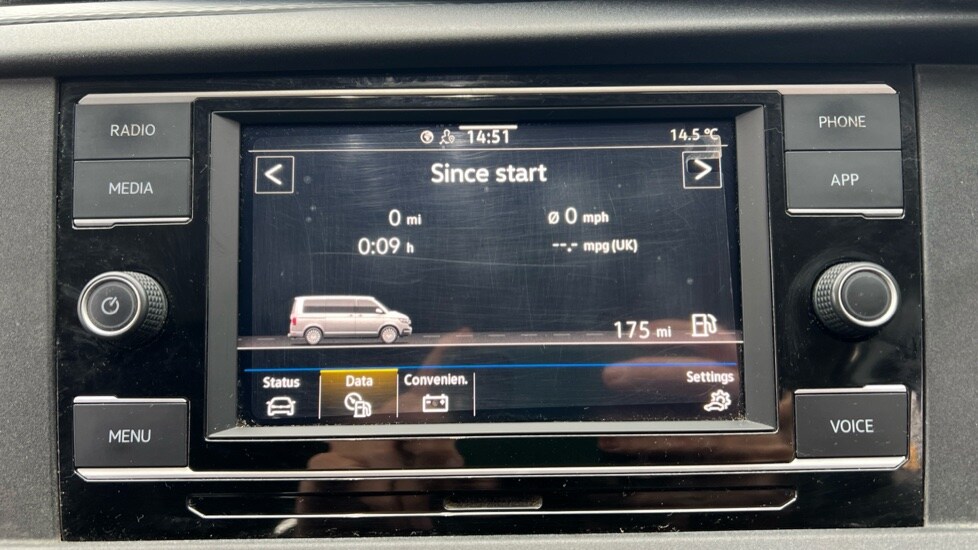 RADIO
MEDIA
MENU
PHONE
APP
VOICE
14:51
14.5 °C
<
Since start
>
0 mi
Ø 0 mph
0:09 h
--.- mpg (UK)
175 mi
Status
Data
Convenien.
Settings